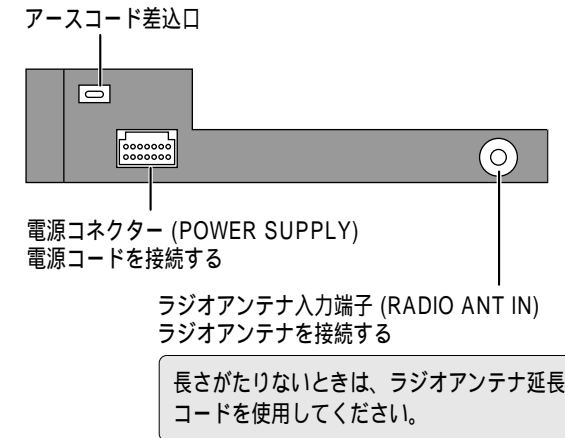 アースコード差込口
電源コネクター (POWER SUPPLY)
電源コードを接続する
ラジオアンテナ入力端子 (RADIO ANT IN)
ラジオアンテナを接続する
長さがたりないときは、ラジオアンテナ延長
コードを使用してください。